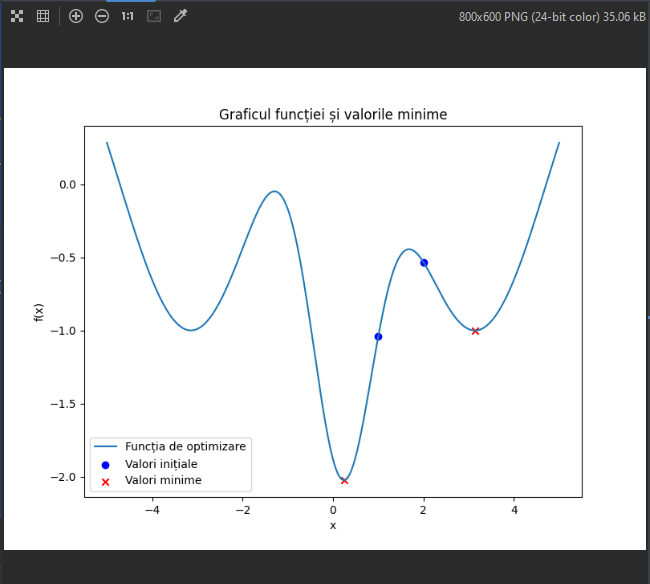 1:1
800x600 PNG (24-bit color) 35.06 kB
Graficul funcției și valorile minime
f(x)
0.0
−0.5
−1.0
−1.5
−2.0
Funcția de optimizare
Valori inițiale
Valori minime
−4
−2
0
2
4
x